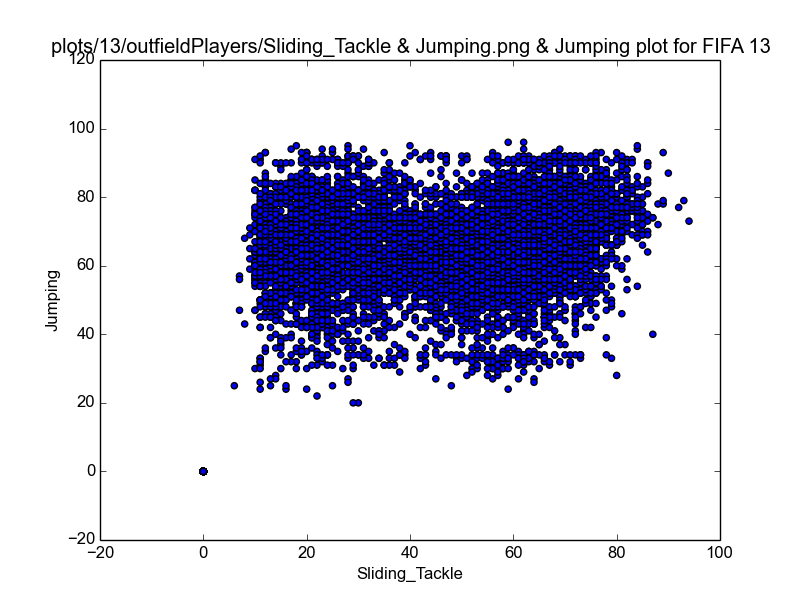 plots/13/outfieldPlayers/Sliding_Tackle & Jumping.png & Jumping plot for FIFA 13
120
100
80
60
40
20
0
−20
Jumping
−20 0 20 40 60 80 100
Sliding_Tackle